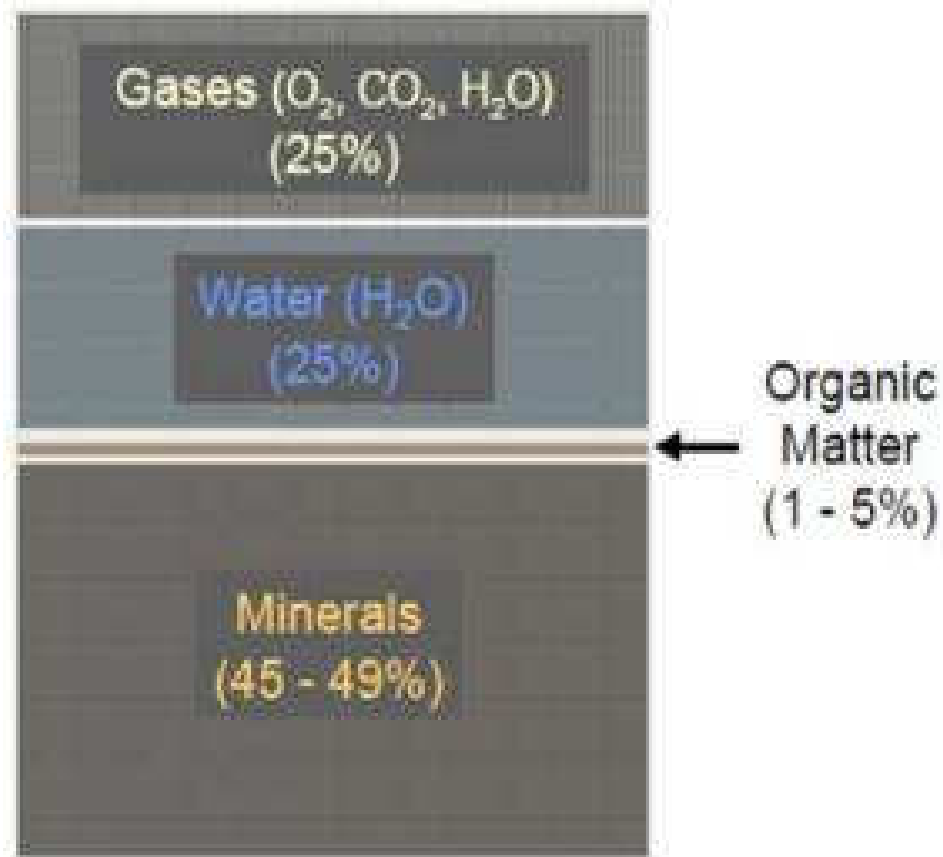 Gases (O₂, CO₂, H₂O)
(25%)
Water (H₂O)
(25%)
Organic
Matter
(1 - 5%)
Minerals
(45 - 49%)